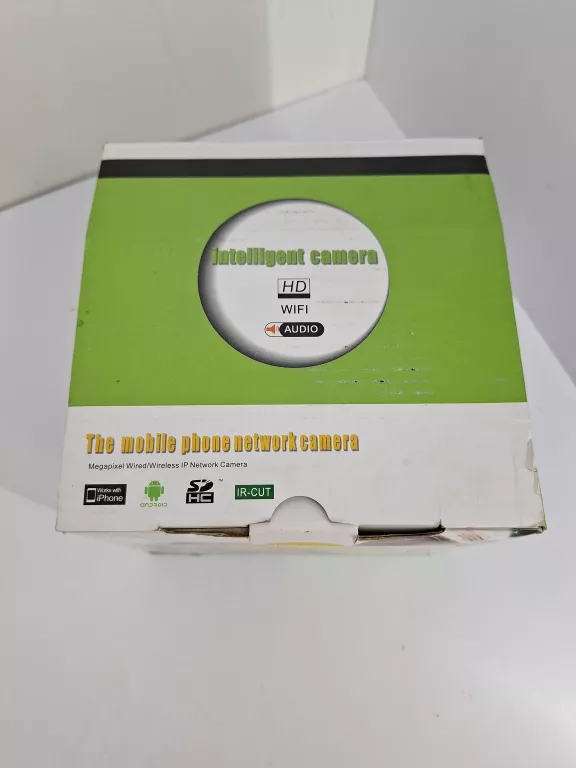 intelligent camera
HD
WIFI
AUDIO
The mobile phone network camera
Megapixel Wired/Wireless IP Network Camera
Works with
iPhone
ANDROID
SD
HC
TM
IR-CUT